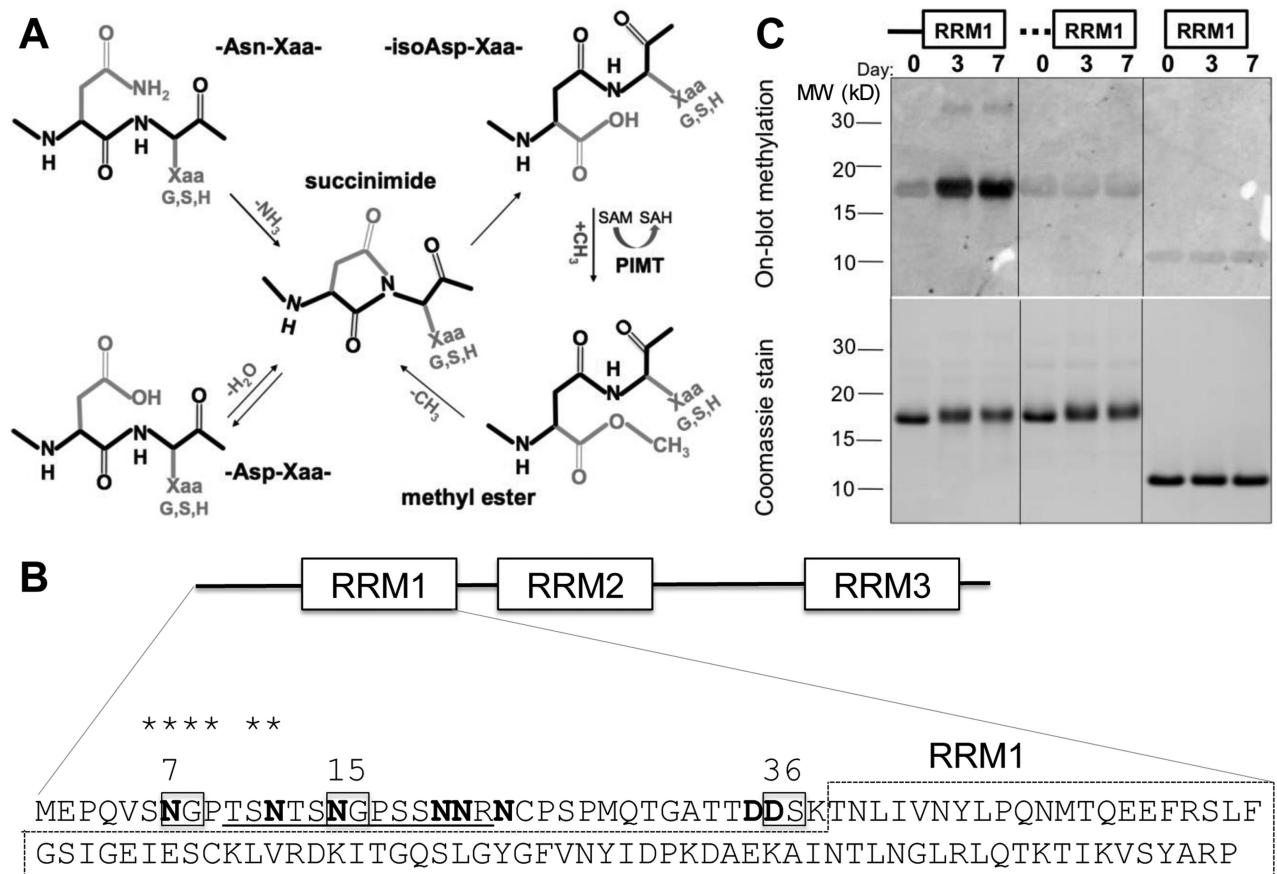 A
-Asn-Xaa-
-isoAsp-Xaa-
O
NH2
O
N
H
O
N
H
Xaa
G,S,H
O
O
H
N
Xaa
G,S,H
N
H
OH
O
-NH3
succinimide
O
N
H
O
N
O
Xaa
G,S,H
+CH3
SAM SAH
PIMT
-H2O
-CH3
O
OH
N
H
O
N
H
O
Xaa
G,S,H
-Asp-Xaa-
O
O
H
N
Xaa
G,S,H
N
H
O
O
CH3
methyl ester
C
RRM1
RRM1
RRM1
Day: 0 3 7 0 3 7 0 3 7
MW (kD)
On-blot methylation
30
20
15
10
Coomassie stain
30
20
15
10
B
RRM1
RRM2
RRM3
**** **
7 15 36
RRM1
MEPQVSNGPTSNTSNGPSSNNRNCPSPMQTGATTDDSKTNLIVNYLPQNMTQEEFRSLF
GSIGEIESCKLVRDKITGQSLGYGFVNYIDPKDAEKAINTLNGLRLQTKTIKVSYARP